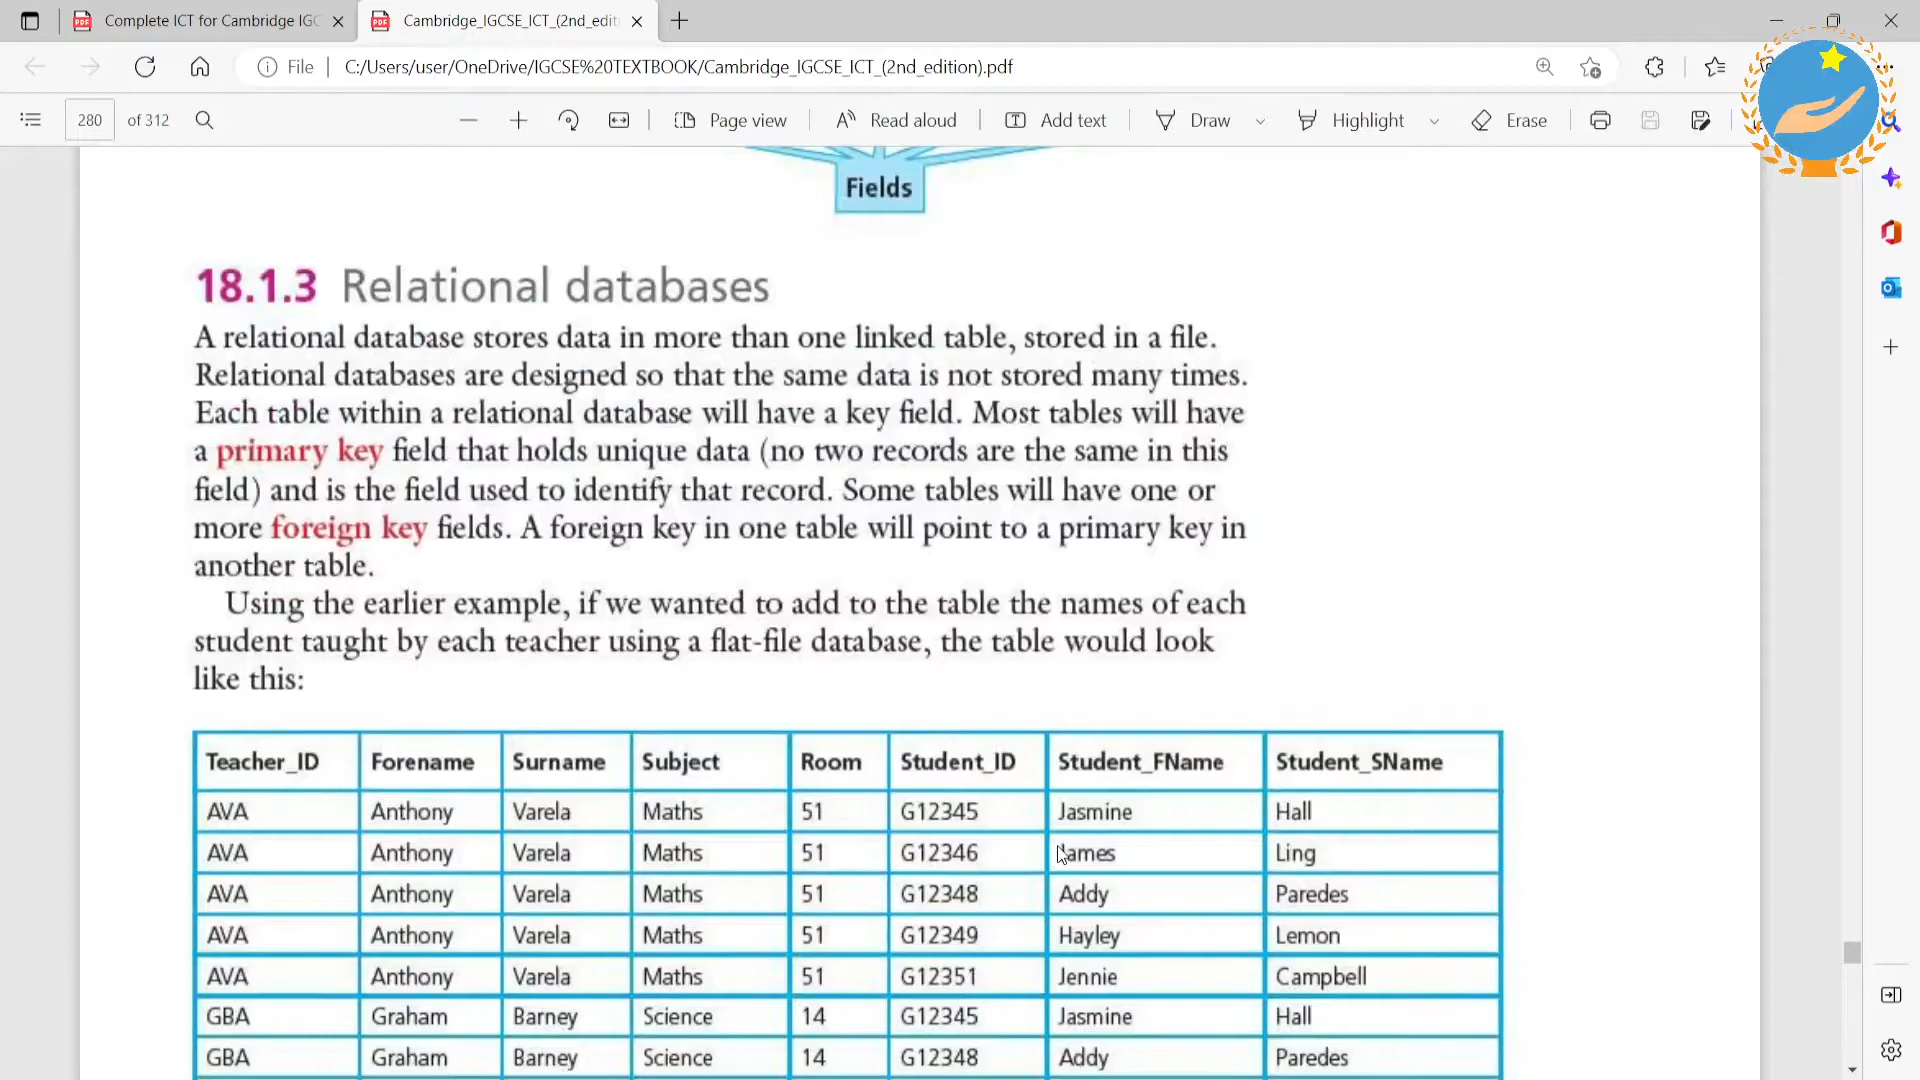 Complete ICT for Cambridge IGC
Cambridge_IGCSE_ICT_(2nd_edit
File
C:/Users/user/OneDrive/IGCSE%20TEXTBOOK/Cambridge_IGCSE_ICT_(2nd_edition).pdf
280 of 312
Page view
Read aloud
Add text
Draw
Highlight
Erase
Fields
18.1.3 Relational databases
A relational database stores data in more than one linked table, stored in a file.
Relational databases are designed so that the same data is not stored many times.
Each table within a relational database will have a key field. Most tables will have
a primary key field that holds unique data (no two records are the same in this
field) and is the field used to identify that record. Some tables will have one or
more foreign key fields. A foreign key in one table will point to a primary key in
another table.
Using the earlier example, if we wanted to add to the table the names of each
student taught by each teacher using a flat-file database, the table would look
like this:
Teacher_ID Forename Surname Subject Room Student_ID Student_FName Student_SName
AVA Anthony Varela Maths 51 G12345 Jasmine Hall
AVA Anthony Varela Maths 51 G12346 James Ling
AVA Anthony Varela Maths 51 G12348 Addy Paredes
AVA Anthony Varela Maths 51 G12349 Hayley Lemon
AVA Anthony Varela Maths 51 G12351 Jennie Campbell
GBA Graham Barney Science 14 G12345 Jasmine Hall
GBA Graham Barney Science 14 G12348 Addy Paredes